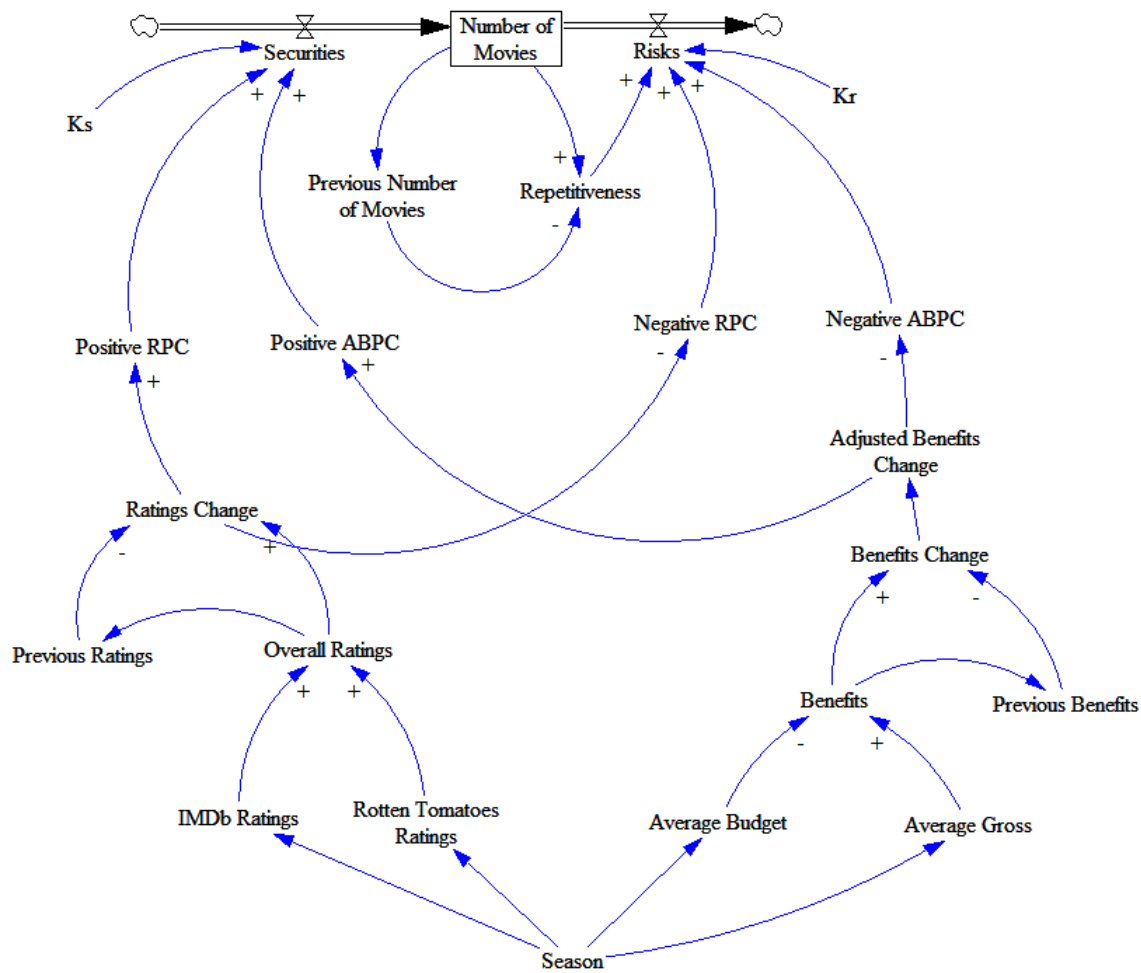 Number of
Movies
Securities
Risks
+
+
+
+
+
Ks
Kr
+
Previous Number
of Movies
Repetitiveness
-
Positive RPC
Positive ABPC
Negative RPC
Negative ABPC
+
+
-
-
Adjusted Benefits
Change
Ratings Change
-
+
Benefits Change
+
-
Previous Ratings
Overall Ratings
+
+
Benefits
Previous Benefits
-
+
IMDb Ratings
Rotten Tomatoes
Ratings
Average Budget
Average Gross
Season